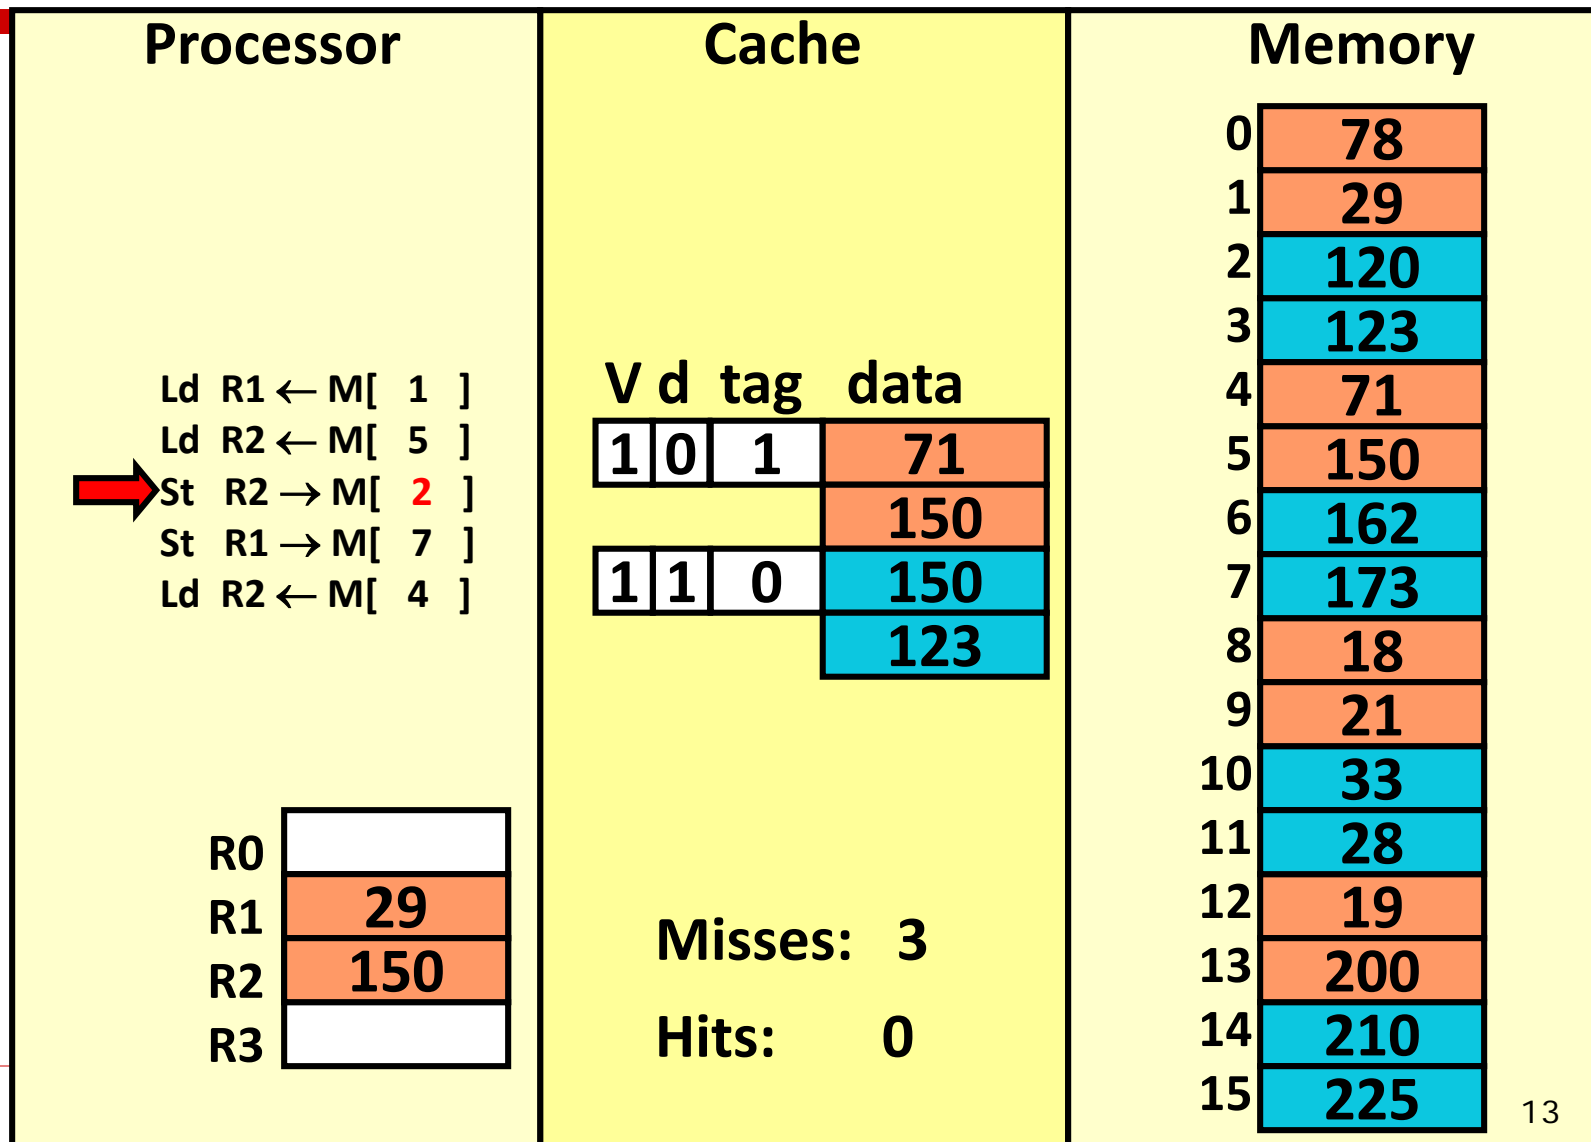 Processor
Ld R1 ← M[ 1 ]
Ld R2 ← M[ 5 ]
St R2 → M[ 2 ]
St R1 → M[ 7 ]
Ld R2 ← M[ 4 ]
R0
R1 29
R2 150
R3
Cache
V d tag data
1 0 1 71
150
1 1 0 150
123
Misses: 3
Hits: 0
Memory
0 78
1 29
2 120
3 123
4 71
5 150
6 162
7 173
8 18
9 21
10 33
11 28
12 19
13 200
14 210
15 225
13